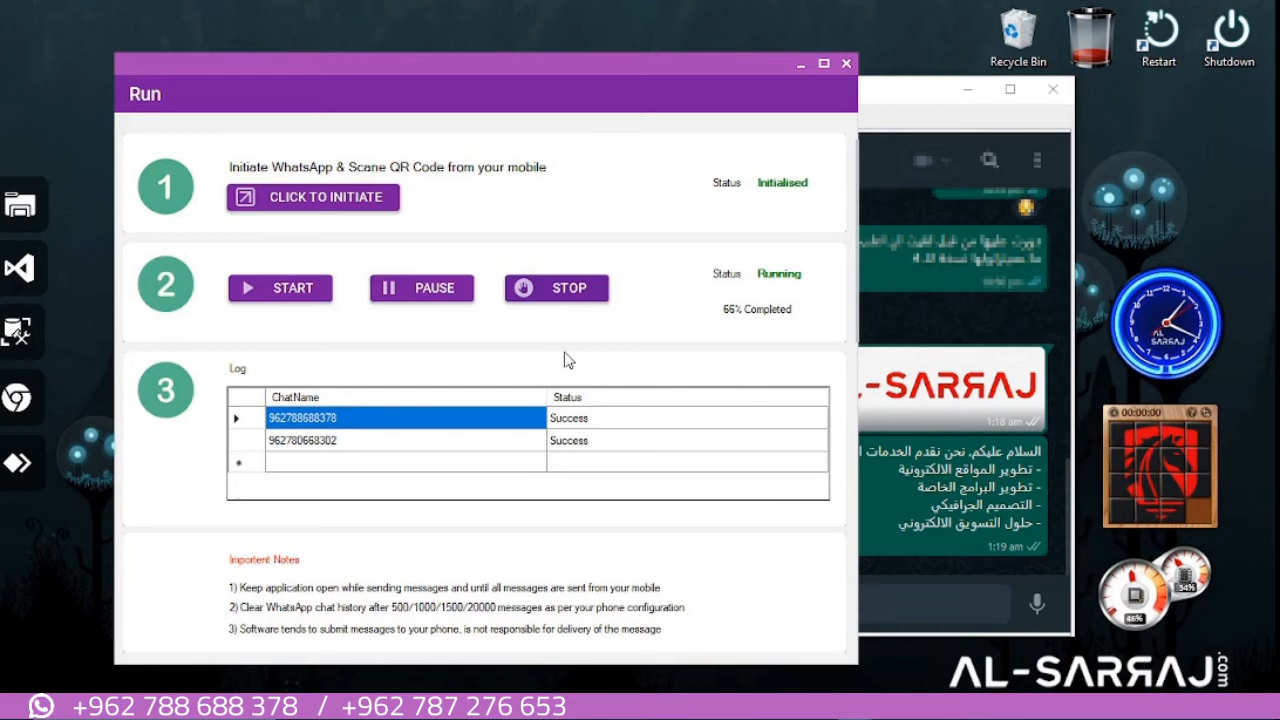 Recycle Bin
Restart
Shutdown
Run
1
Initiate WhatsApp & Scane QR Code from your mobile
CLICK TO INITIATE
Status Initialised
2
START
PAUSE
STOP
Status Running
66% Completed
3
Log
ChatName Status
962788688378 Success
962780668302 Success
Importent Notes
1) Keep application open while sending messages and until all messages are sent from your mobile
2) Clear WhatsApp chat history after 500/1000/1500/20000 messages as per your phone configuration
3) Software tends to submit messages to your phone, is not responsible for delivery of the message
L-SARRAJ
1:18 am
السلام عليكم, نحن نقدم الخدمات ا
- تطوير المواقع الالكترونية
- تطوير البرامج الخاصة
- التصميم الجرافيكي
- حلول التسويق الالكتروني
1:19 am
AL
SARRAJ
00:00:00
34%
46%
AL-SARRAJ.com
+962 788 688 378 / +962 787 276 653